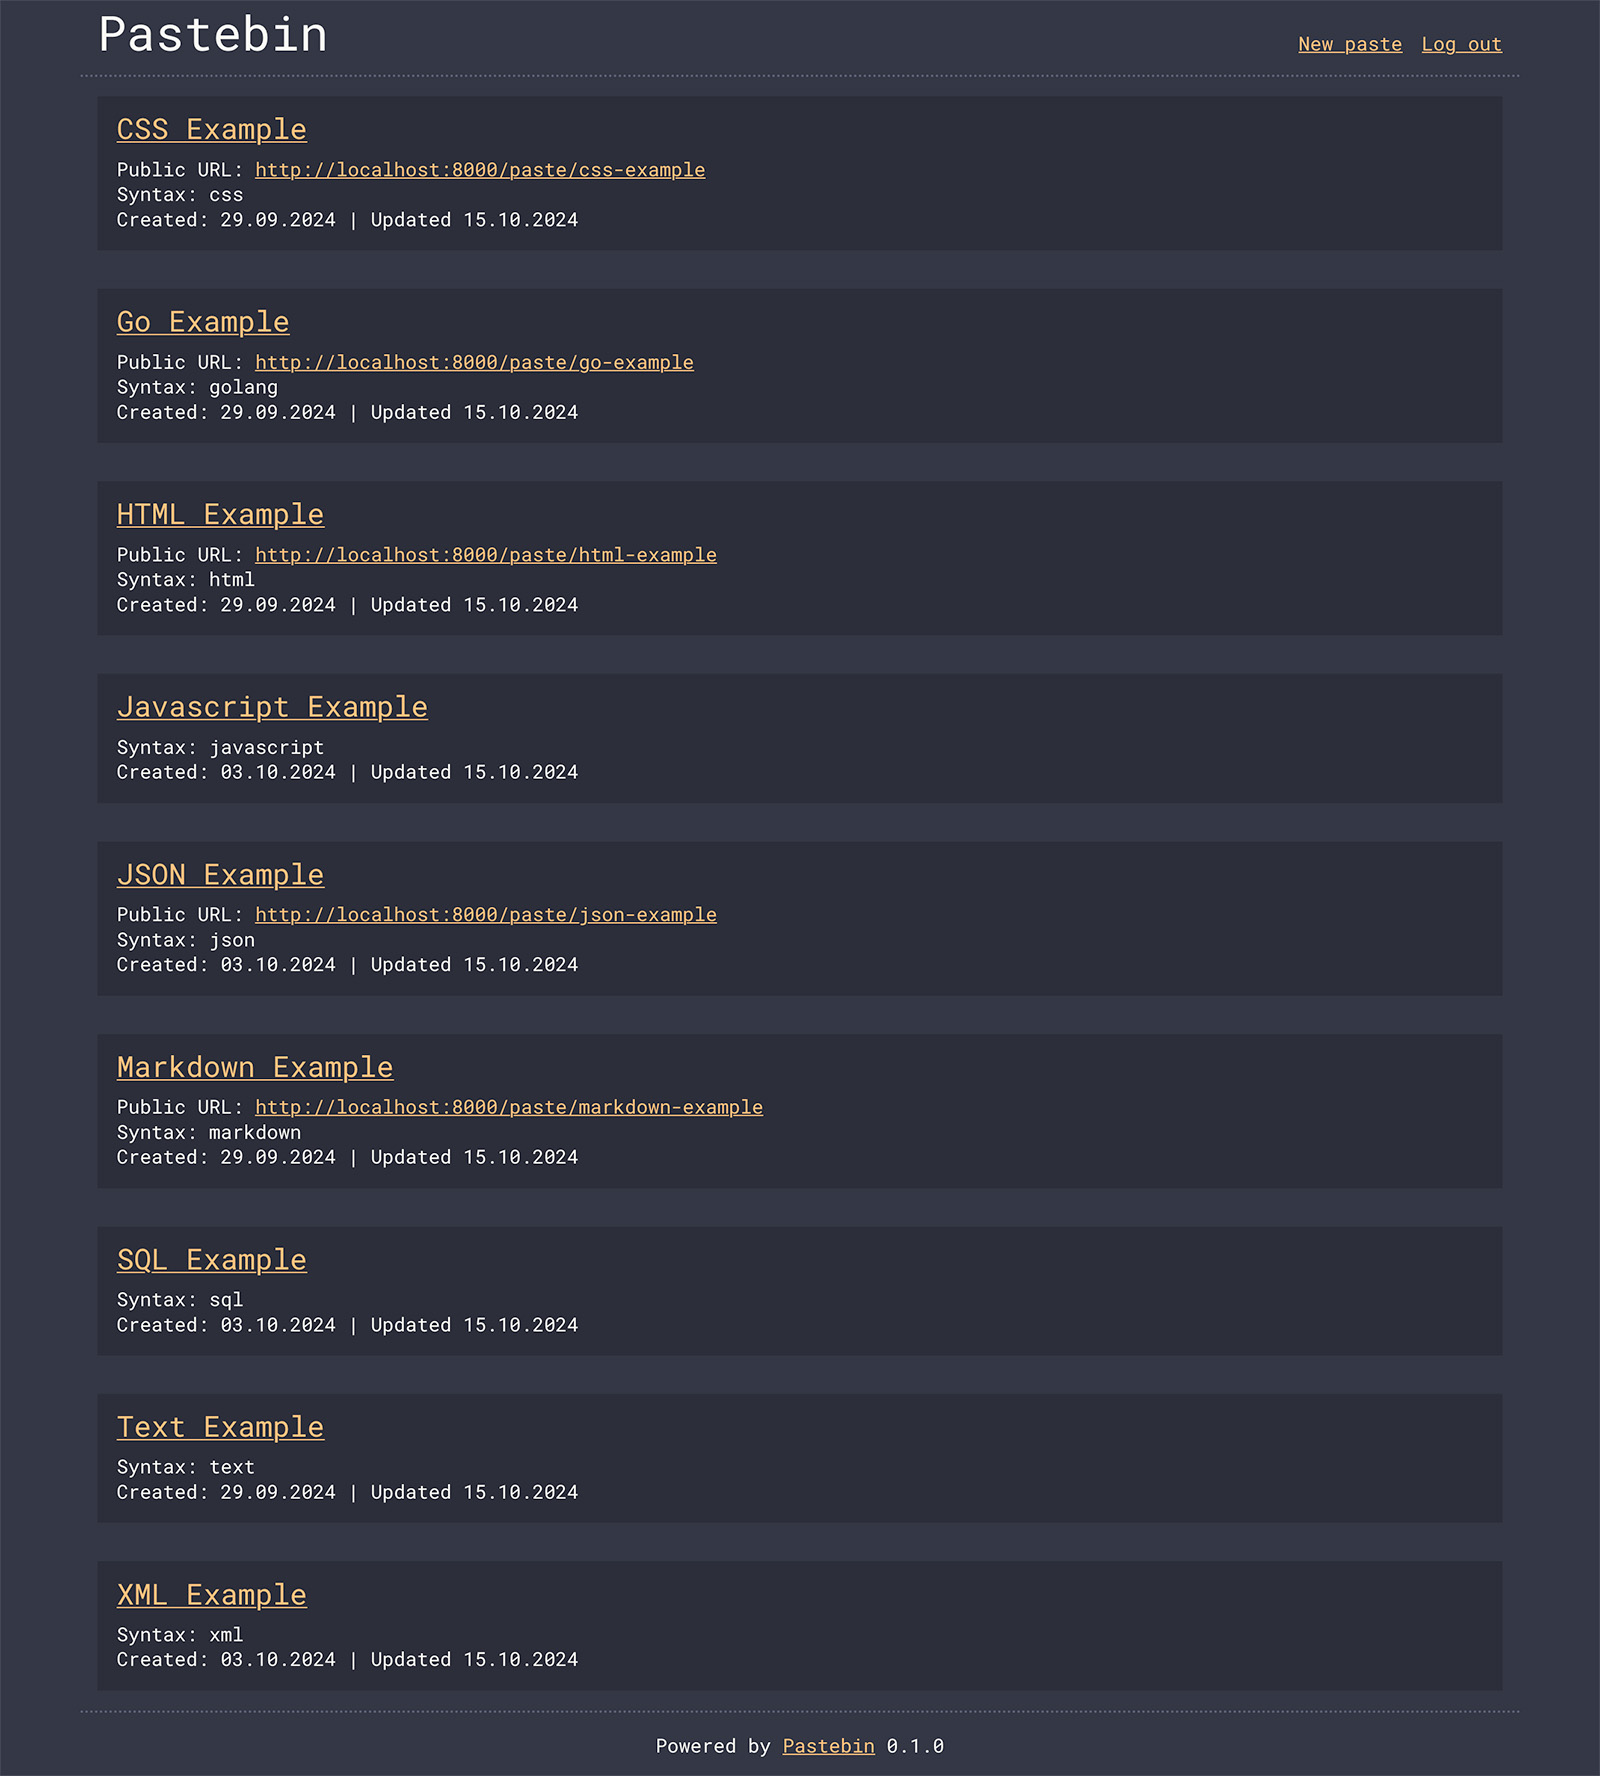 Pastebin
New paste Log out
CSS Example
Public URL: http://localhost:8000/paste/css-example
Syntax: css
Created: 29.09.2024 | Updated 15.10.2024
Go Example
Public URL: http://localhost:8000/paste/go-example
Syntax: golang
Created: 29.09.2024 | Updated 15.10.2024
HTML Example
Public URL: http://localhost:8000/paste/html-example
Syntax: html
Created: 29.09.2024 | Updated 15.10.2024
Javascript Example
Syntax: javascript
Created: 03.10.2024 | Updated 15.10.2024
JSON Example
Public URL: http://localhost:8000/paste/json-example
Syntax: json
Created: 03.10.2024 | Updated 15.10.2024
Markdown Example
Public URL: http://localhost:8000/paste/markdown-example
Syntax: markdown
Created: 29.09.2024 | Updated 15.10.2024
SQL Example
Syntax: sql
Created: 03.10.2024 | Updated 15.10.2024
Text Example
Syntax: text
Created: 29.09.2024 | Updated 15.10.2024
XML Example
Syntax: xml
Created: 03.10.2024 | Updated 15.10.2024
Powered by Pastebin 0.1.0